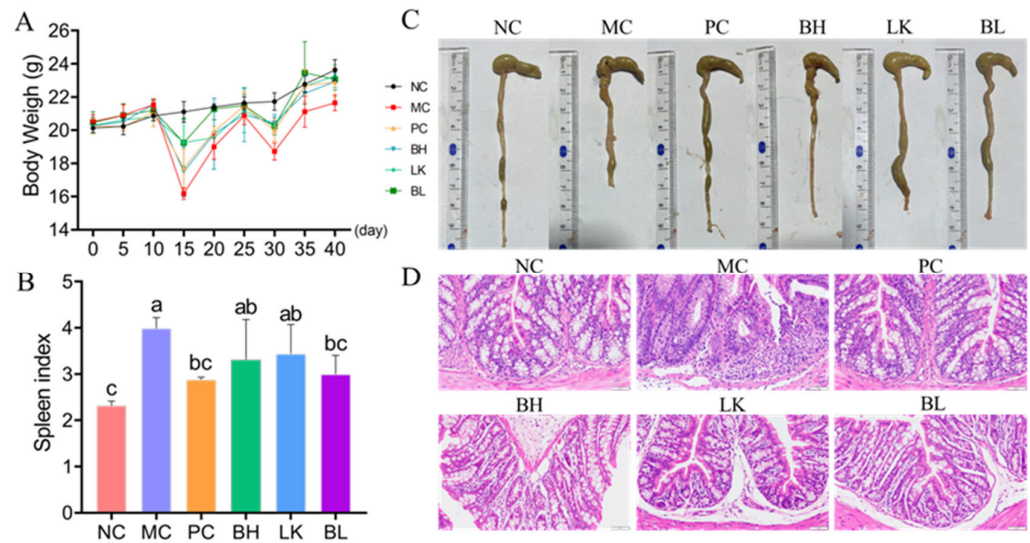 A
Body Weigh (g)
26
24
22
20
18
16
14
0 5 10 15 20 25 30 35 40 (day)
NC
MC
PC
BH
LK
BL
B
Spleen index
5
4
3
2
1
0
c
a
bc
ab
ab
bc
NC MC PC BH LK BL
C
NC MC PC BH LK BL
D
NC MC PC
BH LK BL